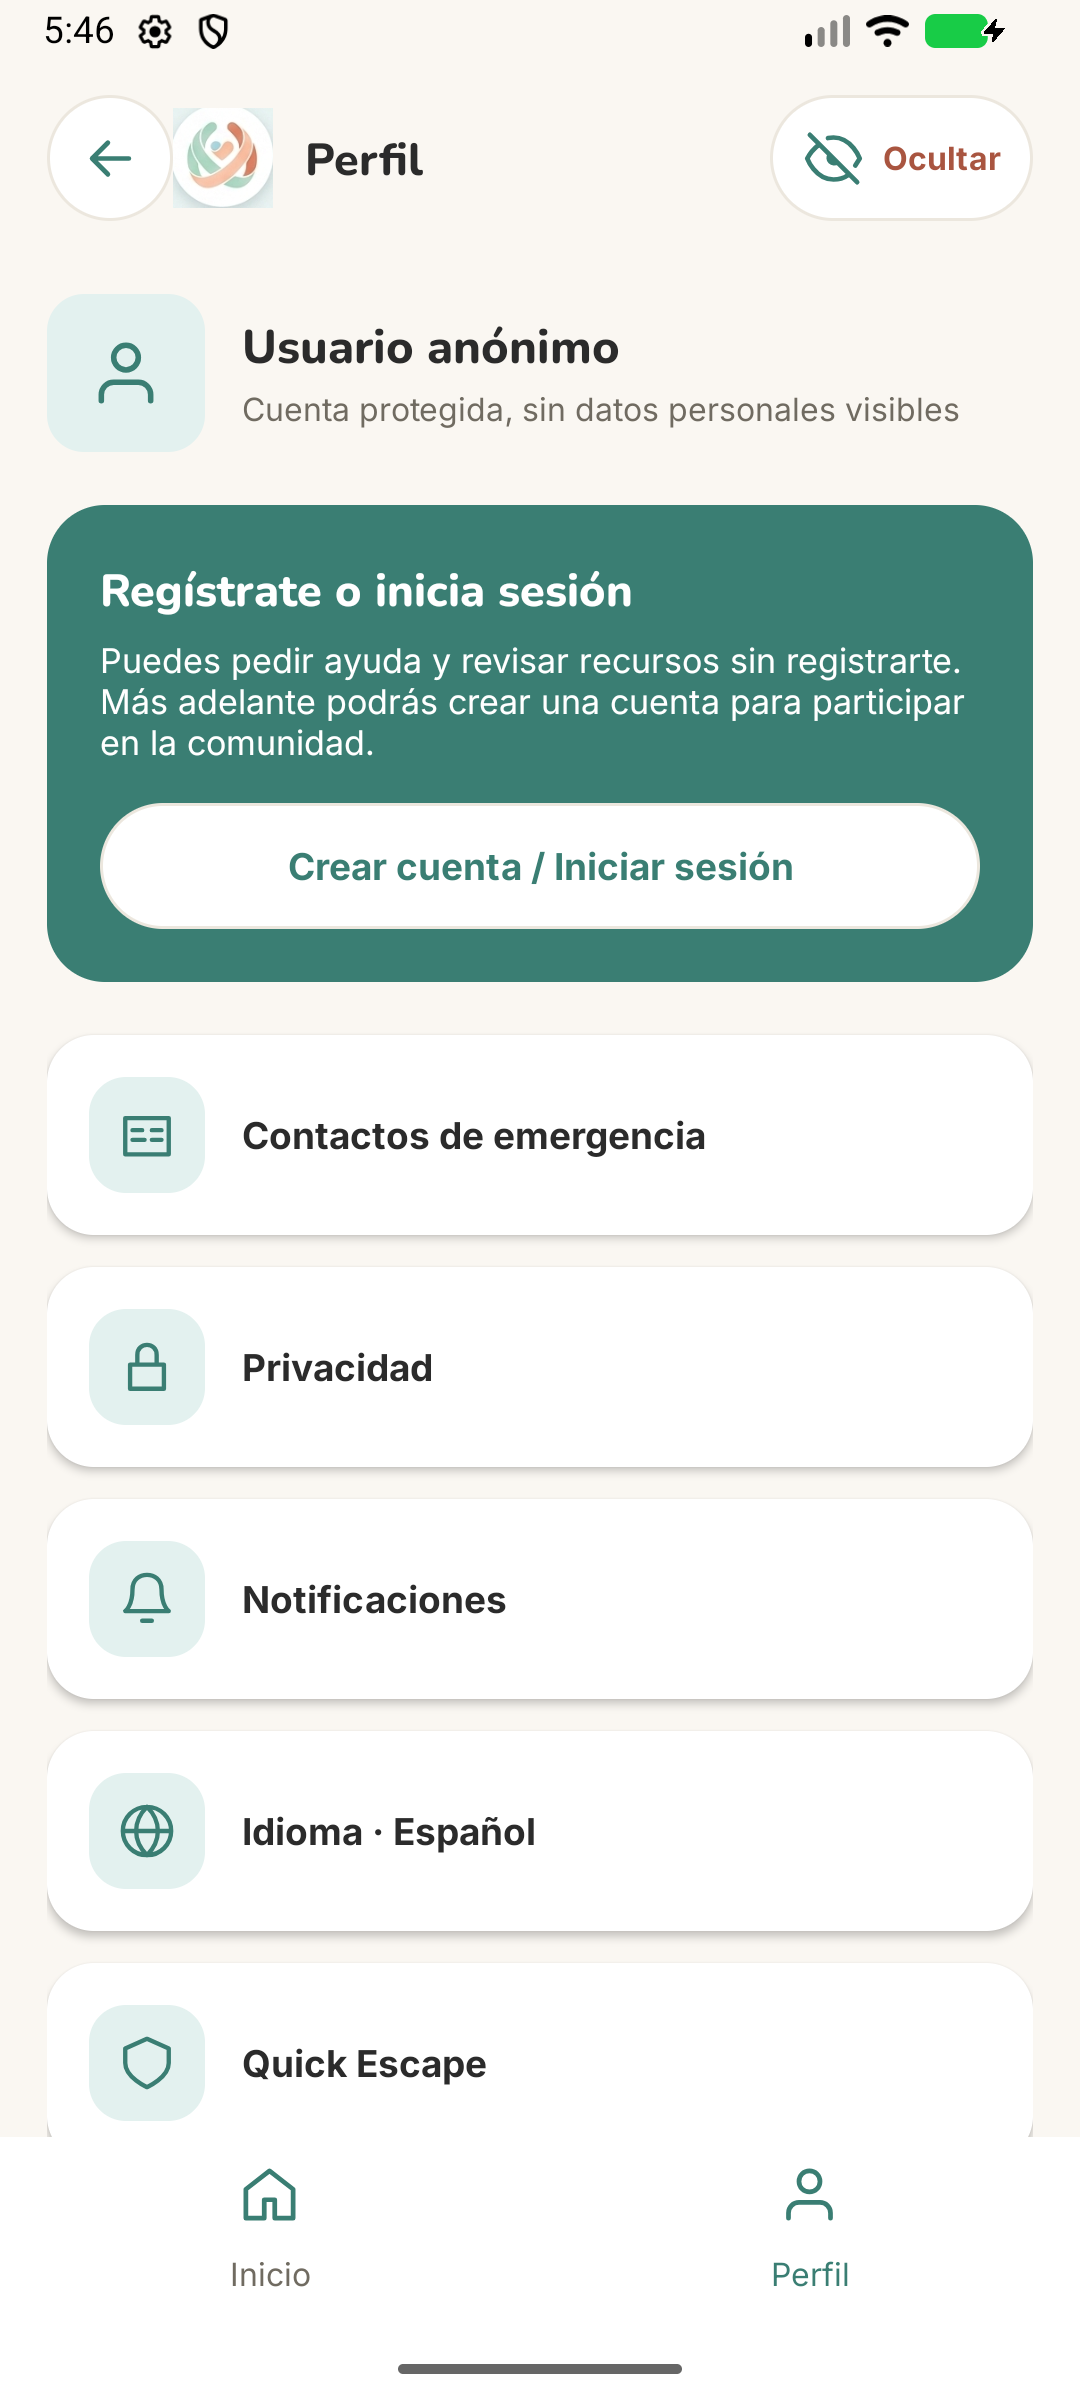 5:46
Perfil
Ocultar
Usuario anónimo
Cuenta protegida, sin datos personales visibles
Regístrate o inicia sesión
Puedes pedir ayuda y revisar recursos sin registrarte.
Más adelante podrás crear una cuenta para participar
en la comunidad.
Crear cuenta / Iniciar sesión
Contactos de emergencia
Privacidad
Notificaciones
Idioma · Español
Quick Escape
Inicio
Perfil